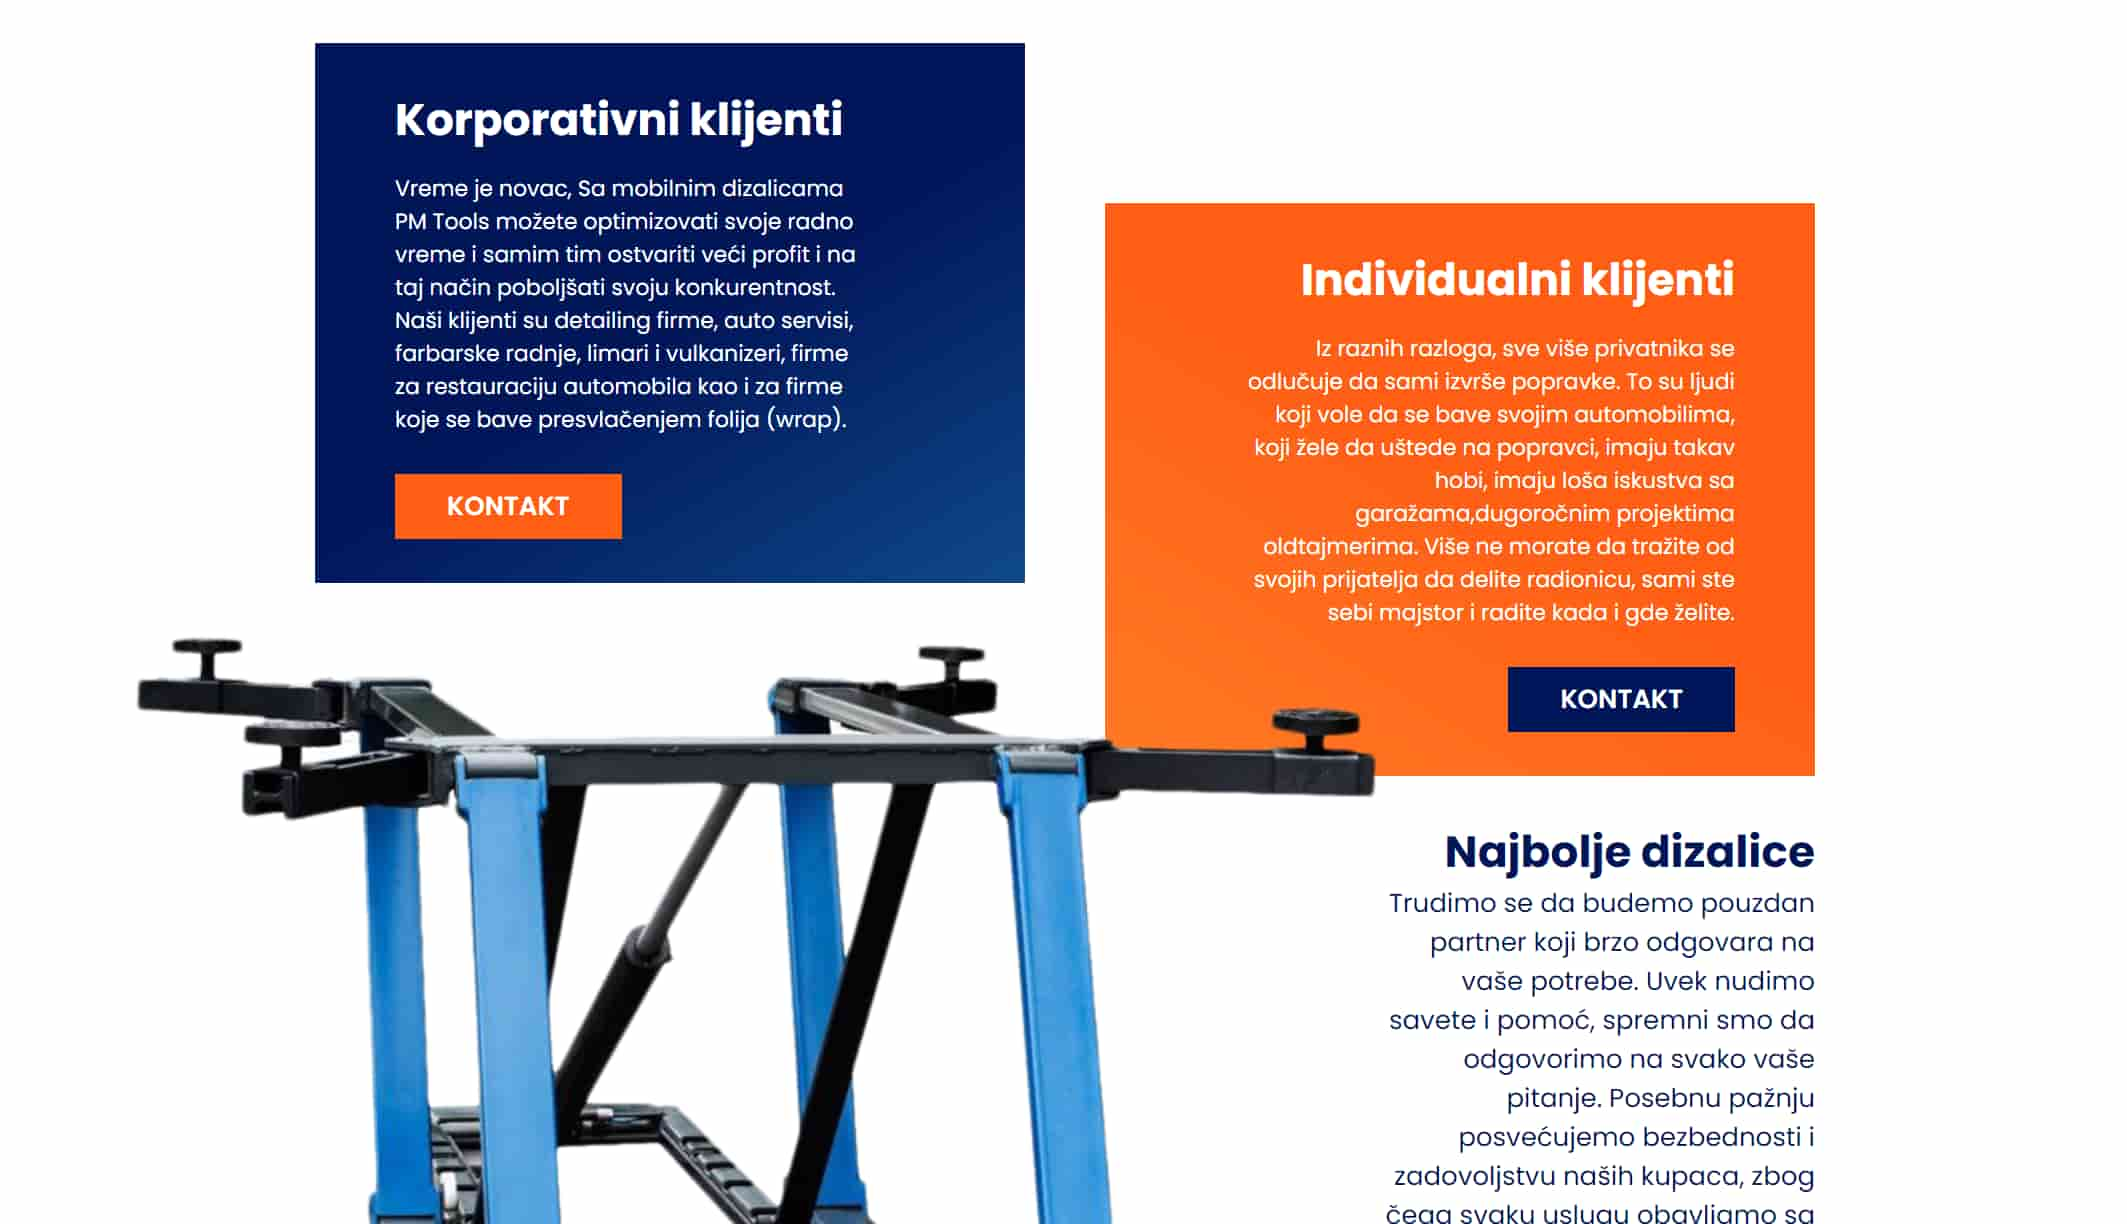 Korporativni klijenti
Vreme je novac, Sa mobilnim dizalicama
PM Tools možete optimizovati svoje radno
vreme i samim tim ostvariti veći profit i na
taj način poboljšati svoju konkurentnost.
Naši klijenti su detailing firme, auto servisi,
farbarske radnje, limari i vulkanizeri, firme
za restauraciju automobila kao i za firme
koje se bave presvlačenjem folija (wrap).
KONTAKT
Individualni klijenti
Iz raznih razloga, sve više privatnika se
odlučuje da sami izvrše popravke. To su ljudi
koji vole da se bave svojim automobilima,
koji žele da uštede na popravci, imaju takav
hobi, imaju loša iskustva sa
garažama,dugoročnim projektima
oldtajmerima. Više ne morate da tražite od
svojih prijatelja da delite radionicu, sami ste
sebi majstor i radite kada i gde želite.
KONTAKT
Najbolje dizalice
Trudimo se da budemo pouzdan
partner koji brzo odgovara na
vaše potrebe. Uvek nudimo
savete i pomoć, spremni smo da
odgovorimo na svako vaše
pitanje. Posebnu pažnju
posvećujemo bezbednosti i
zadovoljstvu naših kupaca, zbog
čega svaku uslugu obavljamo sa